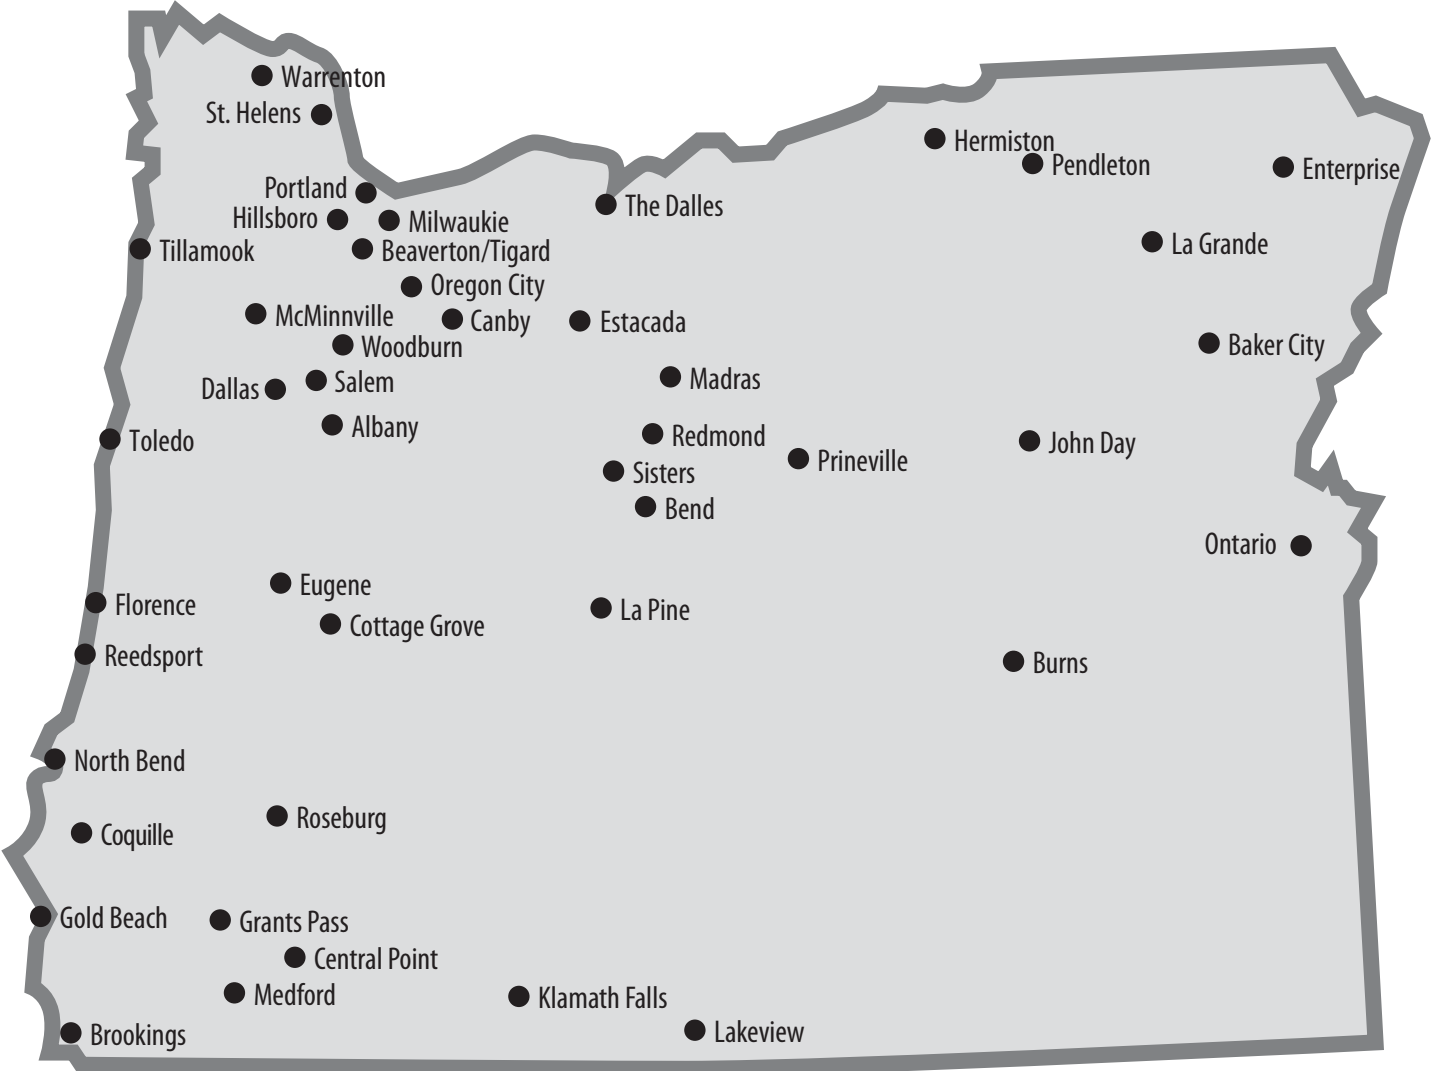 Warrenton
St. Helens
Hermiston
Pendleton
Enterprise
Portland
The Dalles
Hillsboro
Milwaukie
La Grande
Tillamook
Beaverton/Tigard
Oregon City
McMinnville
Canby
Estacada
Woodburn
Baker City
Dallas
Salem
Madras
Albany
Redmond
Toledo
John Day
Prineville
Sisters
Bend
Ontario
Eugene
Florence
La Pine
Cottage Grove
Reedsport
Burns
North Bend
Roseburg
Coquille
Gold Beach
Grants Pass
Central Point
Medford
Klamath Falls
Lakeview
Brookings